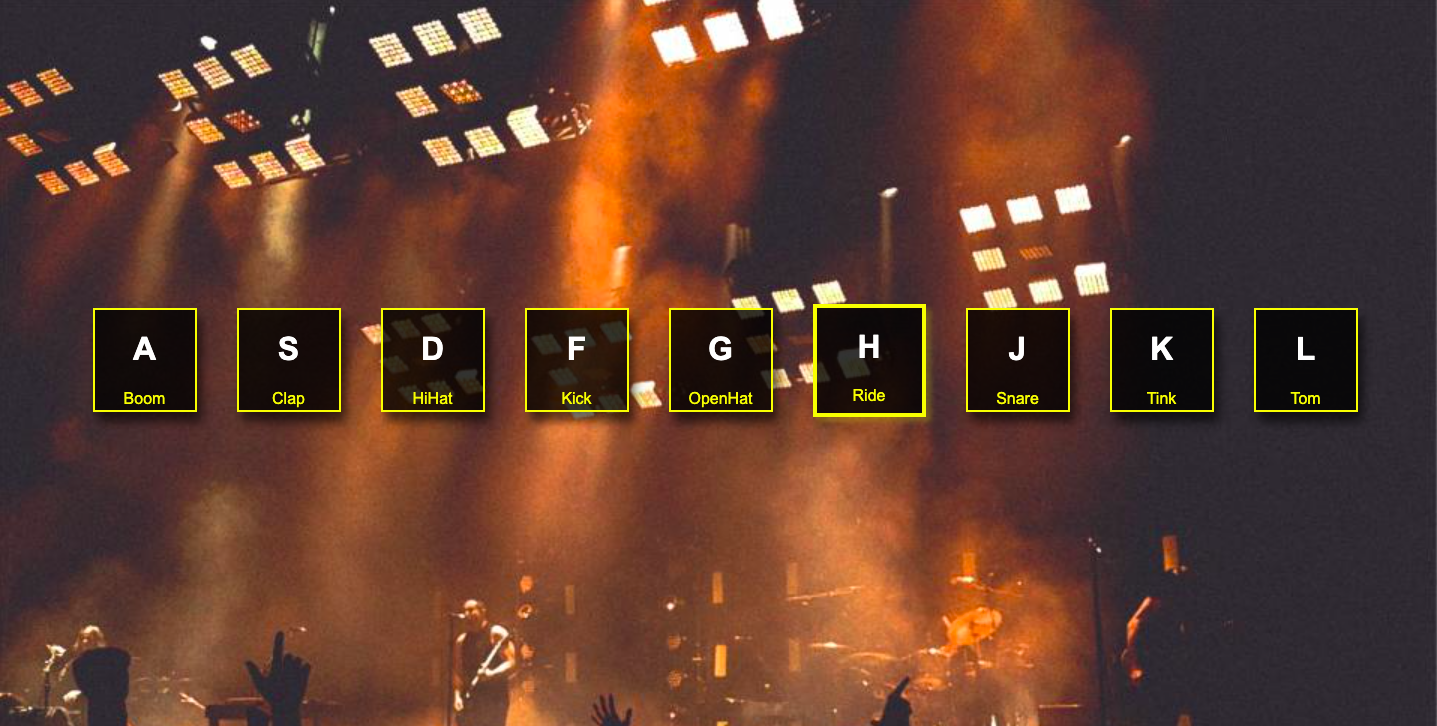 A
Boom
S
Clap
D
HiHat
F
Kick
G
OpenHat
H
Ride
J
Snare
K
Tink
L
Tom